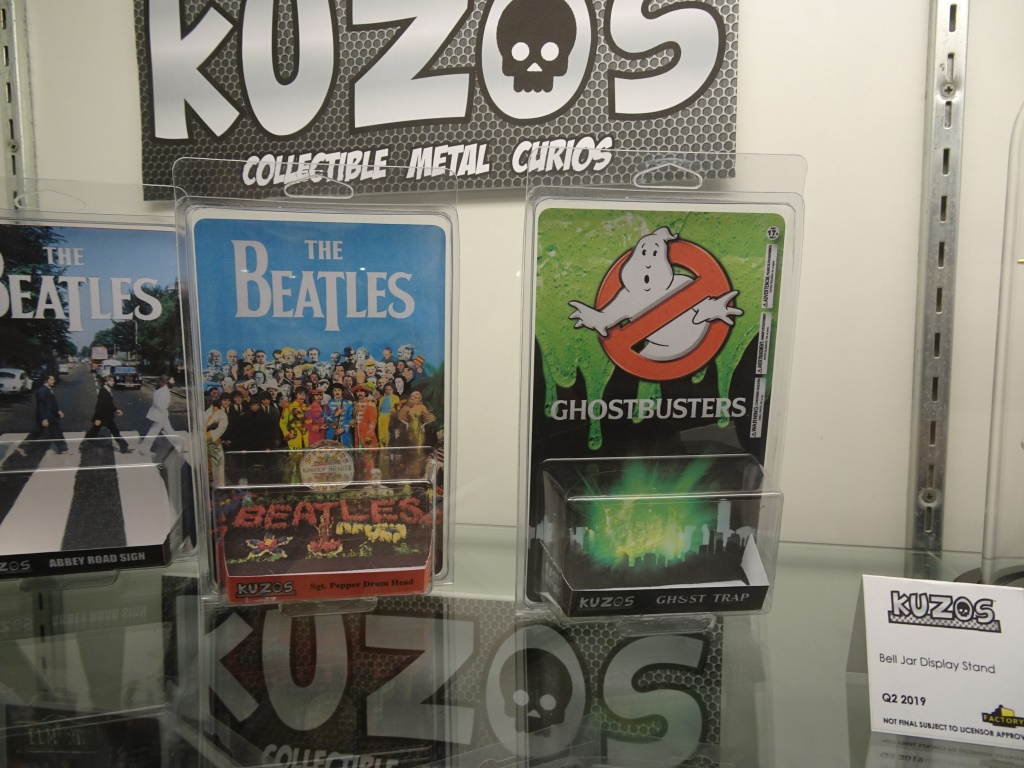 KUZOS
COLLECTIBLE METAL CURIOS
THE
BEATLES
KUZOS ABBEY ROAD SIGN
THE
BEATLES
BEATLES
KUZOS Sgt. Pepper Drum Head
GHOSTBUSTERS
KUZOS GHOST TRAP
KUZOS
Bell Jar Display Stand
Q2 2019
FACTORY
NOT FINAL SUBJECT TO LICENSOR APPROV
KUZOS
COLLECTIBLE